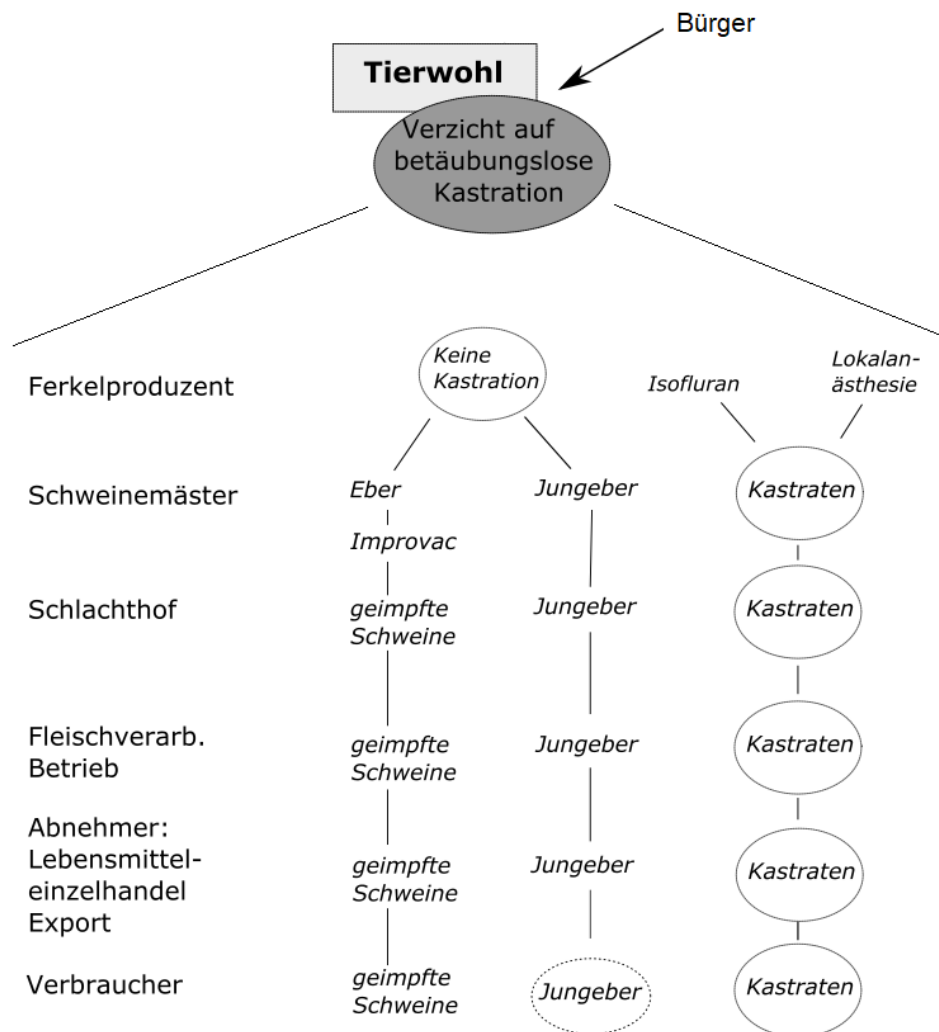 Bürger
Tierwohl
Verzicht auf
betäubungslose
Kastration
Ferkelproduzent
Keine
Kastration
Isofluran
Lokalan-
ästhesie
Schweinemäster
Eber
Jungeber
Kastraten
Improvac
Schlachthof
geimpfte
Schweine
Jungeber
Kastraten
Fleischverarb.
Betrieb
geimpfte
Schweine
Jungeber
Kastraten
Abnehmer:
Lebensmittel-
einzelhandel
Export
geimpfte
Schweine
Jungeber
Kastraten
Verbraucher
geimpfte
Schweine
Jungeber
Kastraten